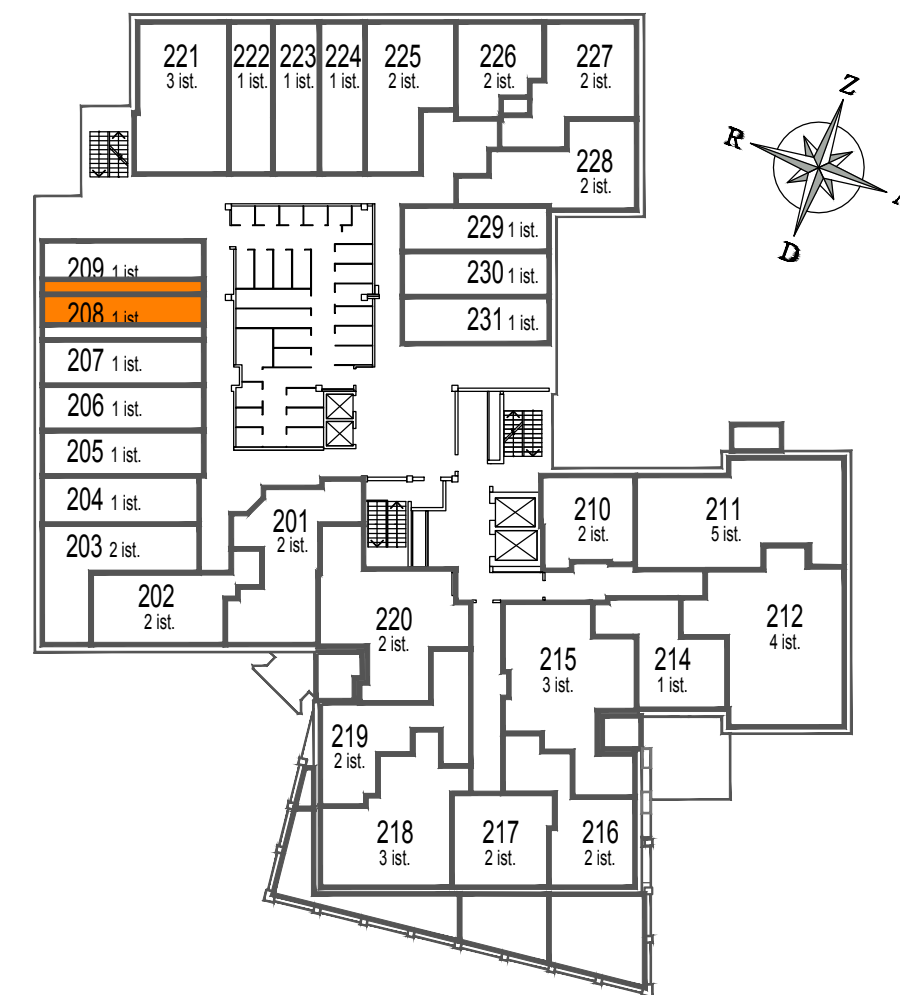 221
3 ist.
222
1 ist.
223
1 ist.
224
1 ist.
225
2 ist.
226
2 ist.
227
2 ist.
228
2 ist.
Z
R
D
229 1 ist.
230 1 ist.
231 1 ist.
209 1 ist.
208 1 ist.
207 1 ist.
206 1 ist.
205 1 ist.
204 1 ist.
203 2 ist.
202
2 ist.
201
2 ist.
210
2 ist.
211
5 ist.
212
4 ist.
220
2 ist.
215
3 ist.
214
1 ist.
219
2 ist.
218
3 ist.
217
2 ist.
216
2 ist.